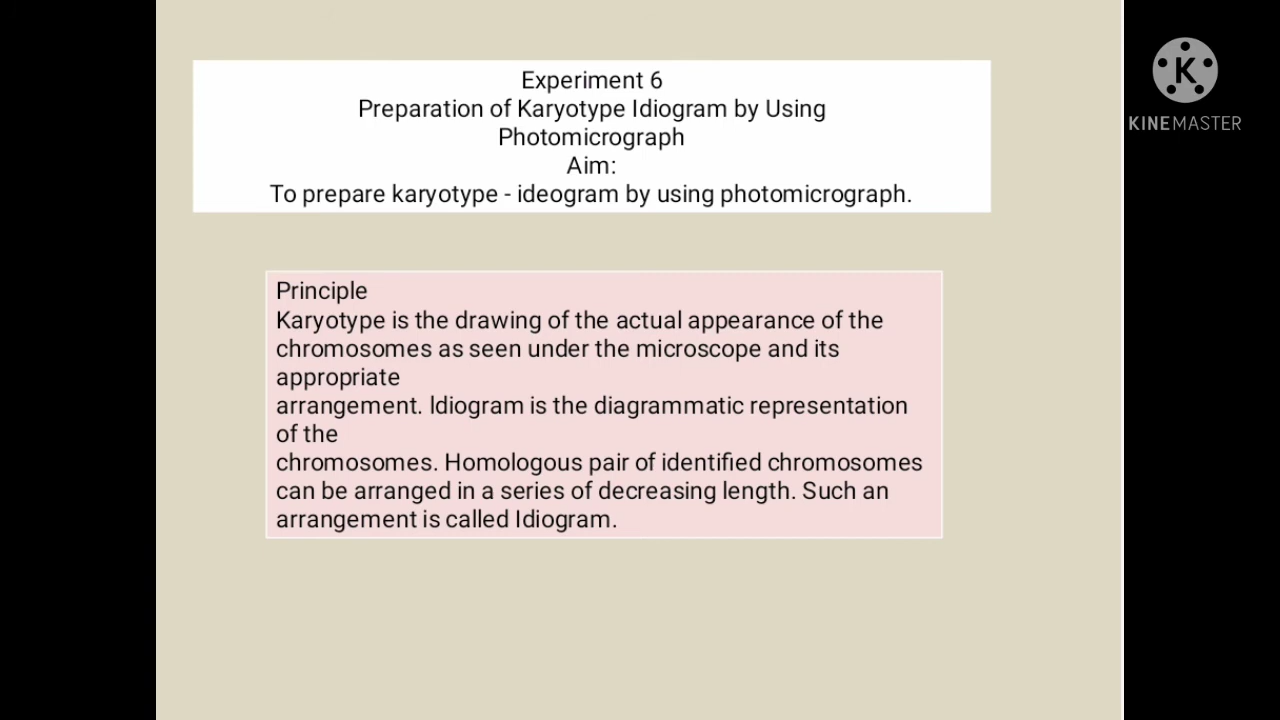 Experiment 6
Preparation of Karyotype Idiogram by Using
Photomicrograph
Aim:
To prepare karyotype - ideogram by using photomicrograph.
Principle
Karyotype is the drawing of the actual appearance of the
chromosomes as seen under the microscope and its
appropriate
arrangement. Idiogram is the diagrammatic representation
of the
chromosomes. Homologous pair of identified chromosomes
can be arranged in a series of decreasing length. Such an
arrangement is called Idiogram.
K
KINEMASTER